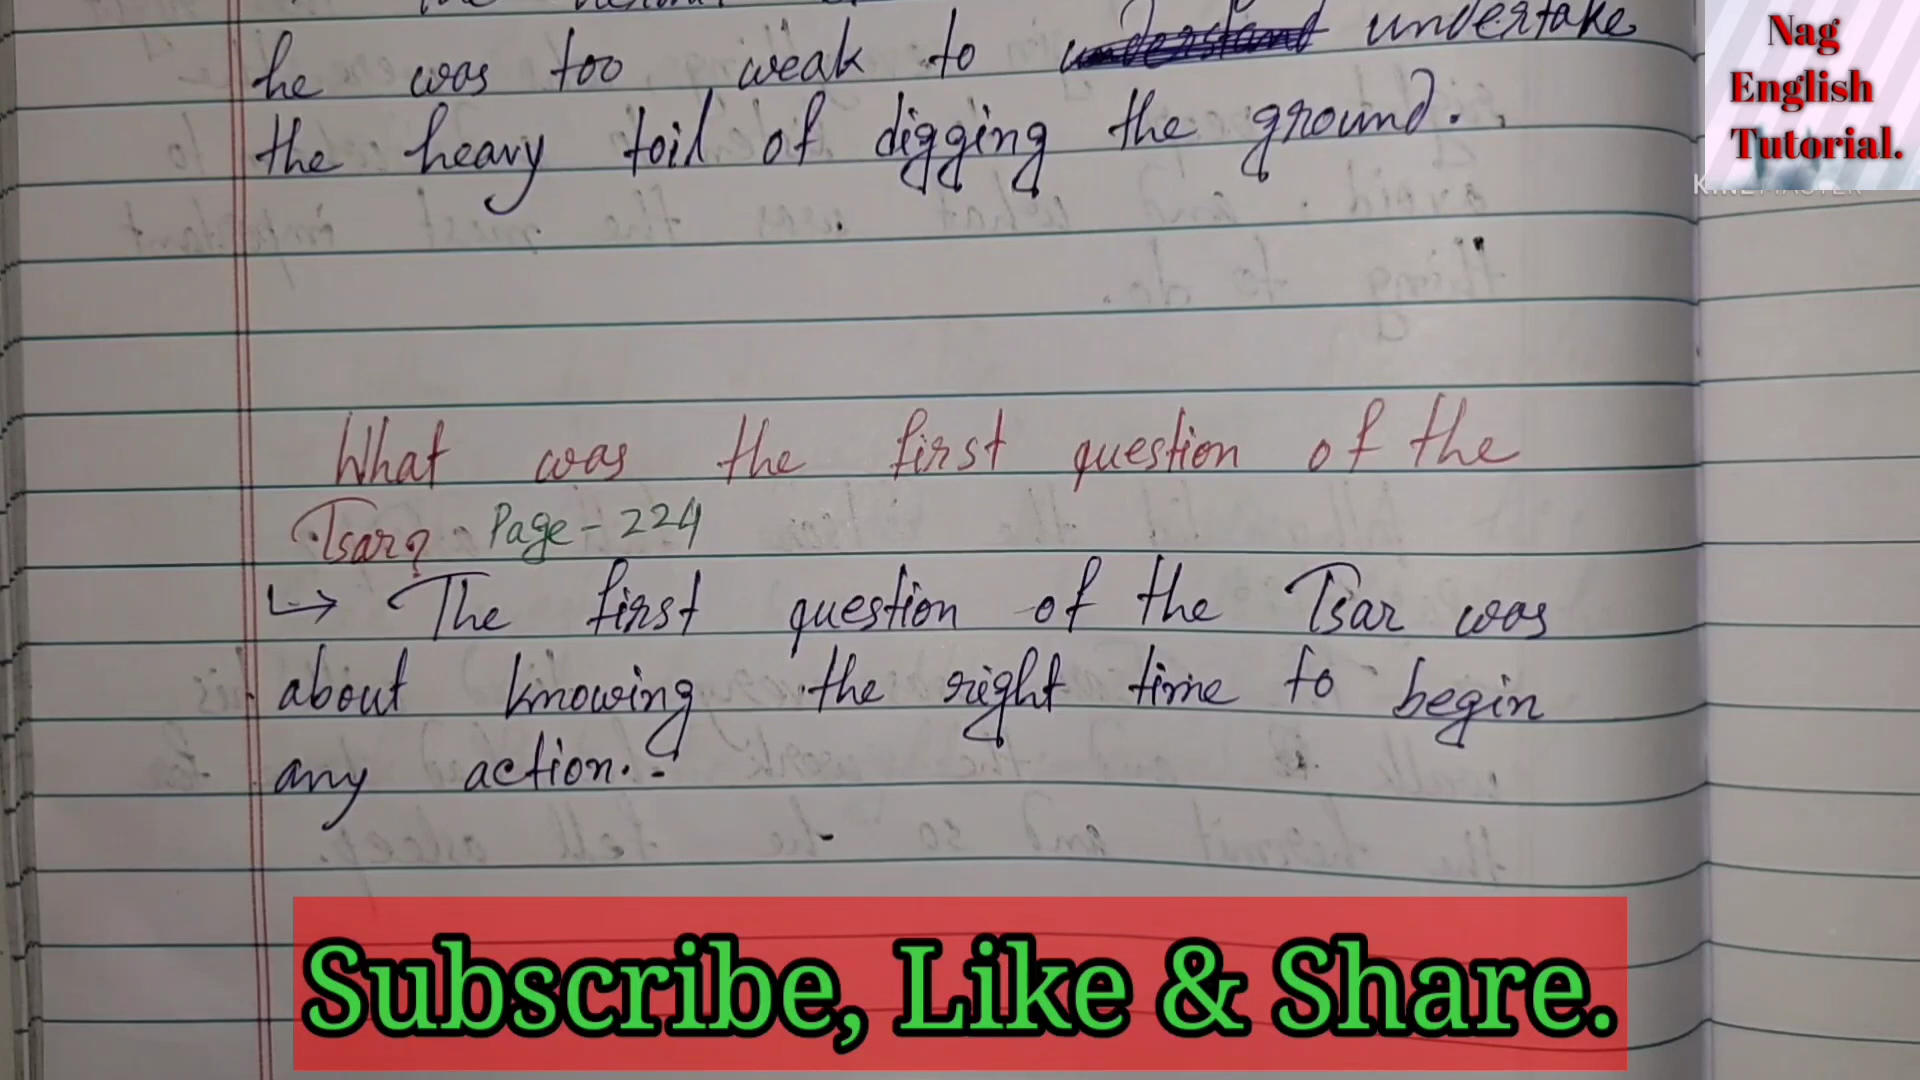 he was too weak to understand undertake
the heavy toil of digging the ground.
What was the first question of the
Tsar? Page - 224
↳ The first question of the Tsar was
about knowing the right time to begin
any action.
Nag
English
Tutorial.
KINEMASTER
Subscribe, Like & Share.